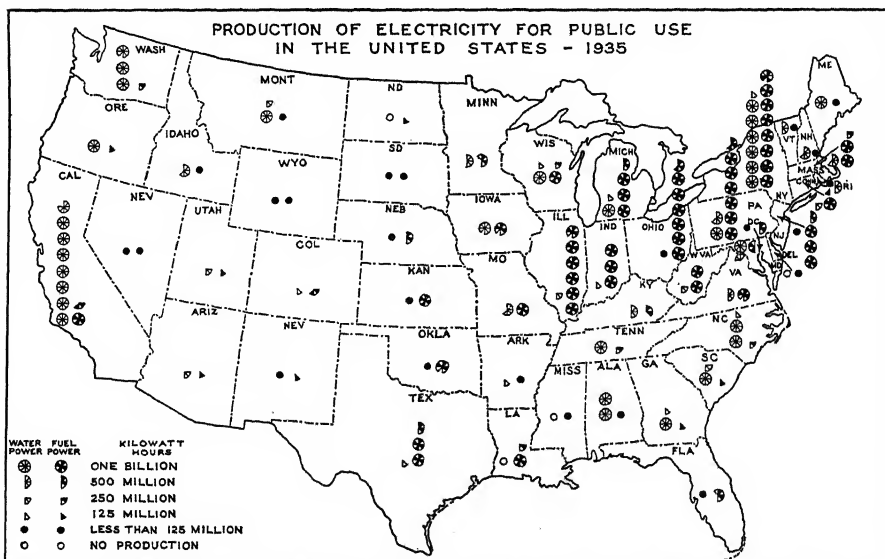 PRODUCTION OF ELECTRICITY FOR PUBLIC USE
IN THE UNITED STATES - 1935
WASH
MONT
ND
MINN
ME
ORE
IDAHO
WIS
MICH
VT
NH
SD
WYO
MASS
RI
CAL
NEV
IOWA
NY
UTAH
NEB
PA
ILL
IND
OHIO
COL
DC
NJ
MO
W VA
DEL
KAN
KY
VA
ARIZ
NEV
OKLA
TENN
NC
ARK
SC
MISS
ALA
GA
TEX
LA
FLA
WATER POWER
FUEL POWER
KILOWATT HOURS
ONE BILLION
500 MILLION
250 MILLION
125 MILLION
LESS THAN 125 MILLION
NO PRODUCTION